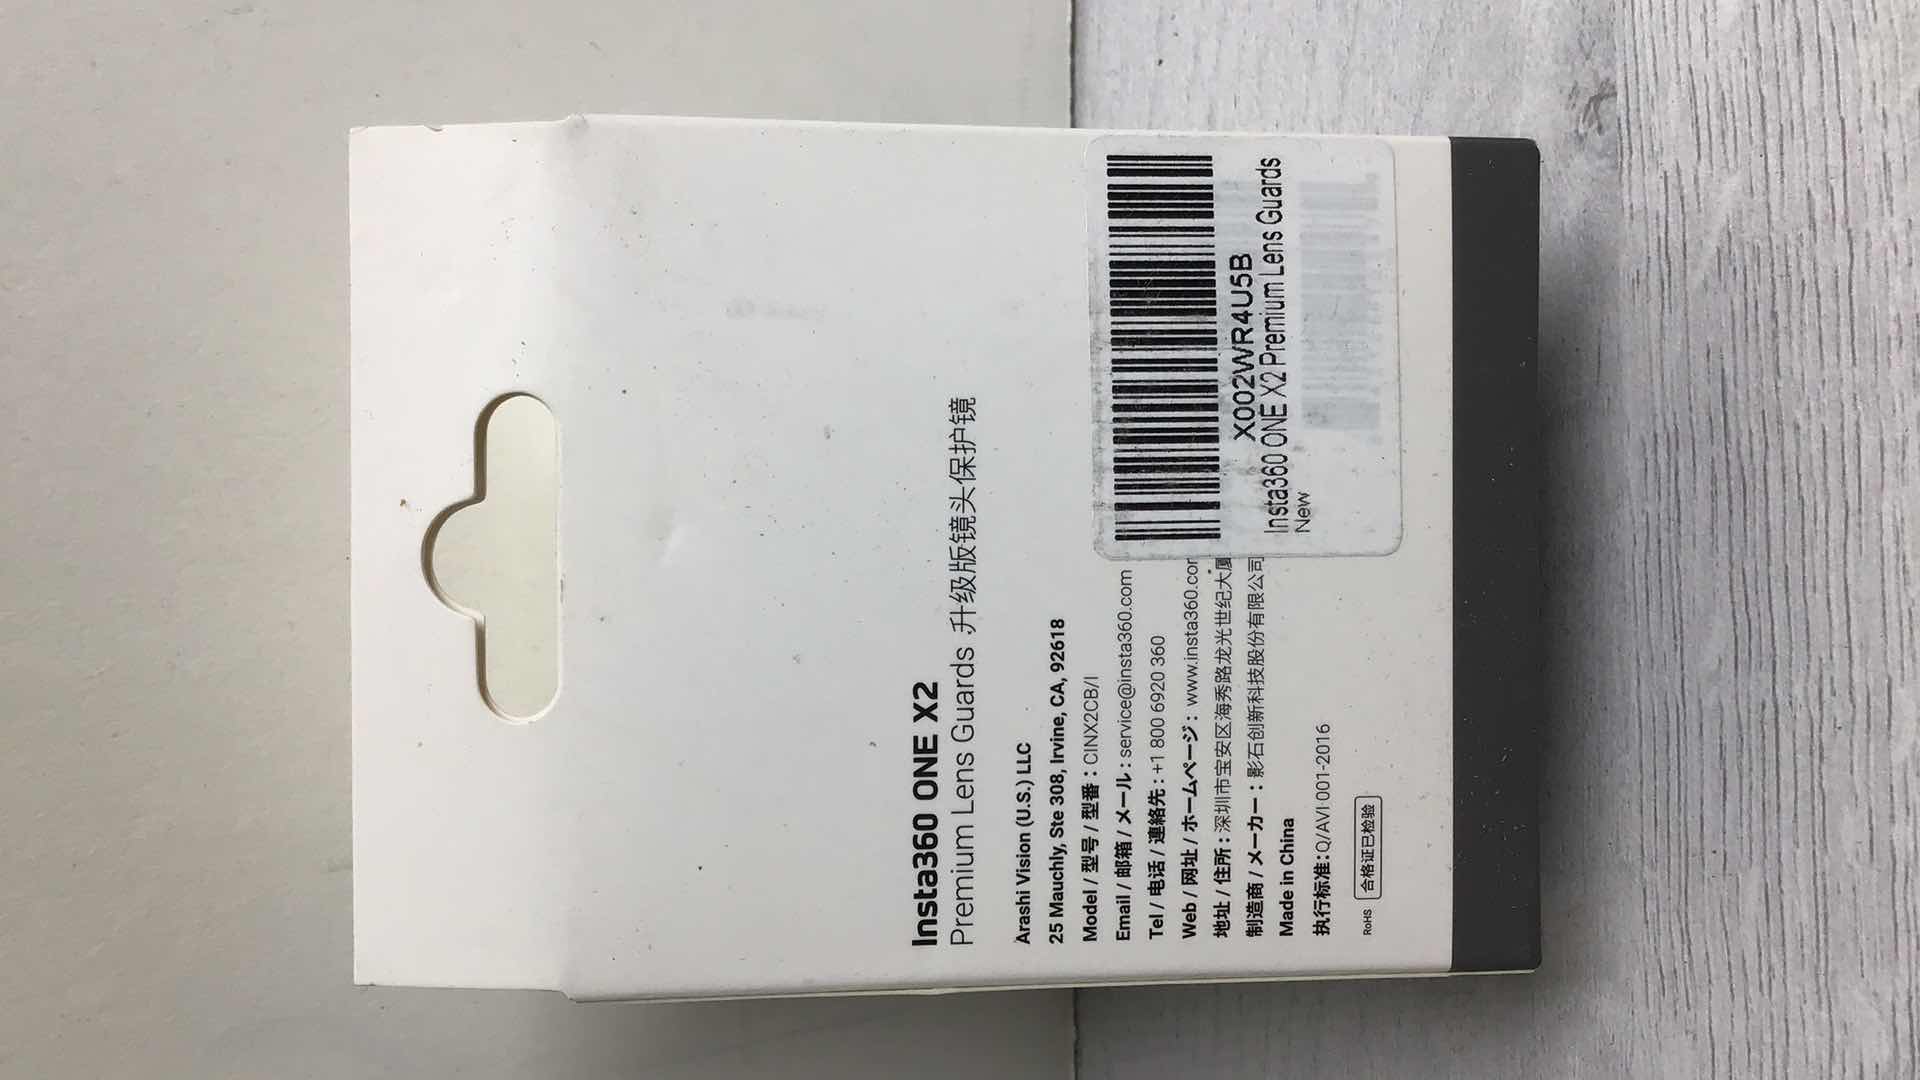 Insta360 ONE X2
Premium Lens Guards 升级版镜头保护镜
Arashi Vision (U.S.) LLC
25 Mauchly, Ste 308, Irvine, CA, 92618
Model / 型号 / 型番 : CINX2CB/I
Email / 邮箱 / メール : service@insta360.com
Tel / 电话 / 連絡先 : +1 800 6920 360
Web / 网址 / ホームページ : www.insta360.cor
地址 / 住所 : 深圳市宝安区海秀路龙光世纪大厦
制造商 / メーカー : 影石创新科技股份有限公司
Made in China
执行标准: Q/AVI 001-2016
RoHS 合格证已检验
X002WR4U5B
Insta360 ONE X2 Premium Lens Guards
New